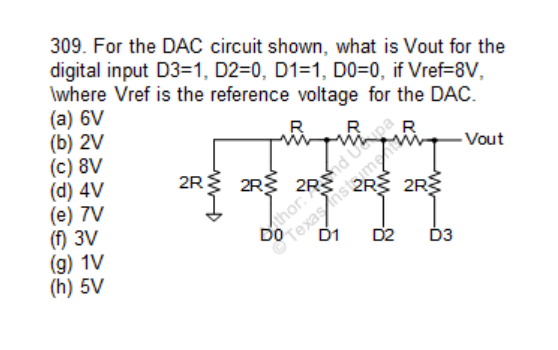 309. For the DAC circuit shown, what is Vout for the
digital input D3=1, D2=0, D1=1, D0=0, if Vref=8V,
\where Vref is the reference voltage for the DAC.
(a) 6V
(b) 2V
(c) 8V
(d) 4V
(e) 7V
(f) 3V
(g) 1V
(h) 5V
R R R
Vout
2R 2R 2R 2R 2R
D0 D1 D2 D3
© Texas Instruments